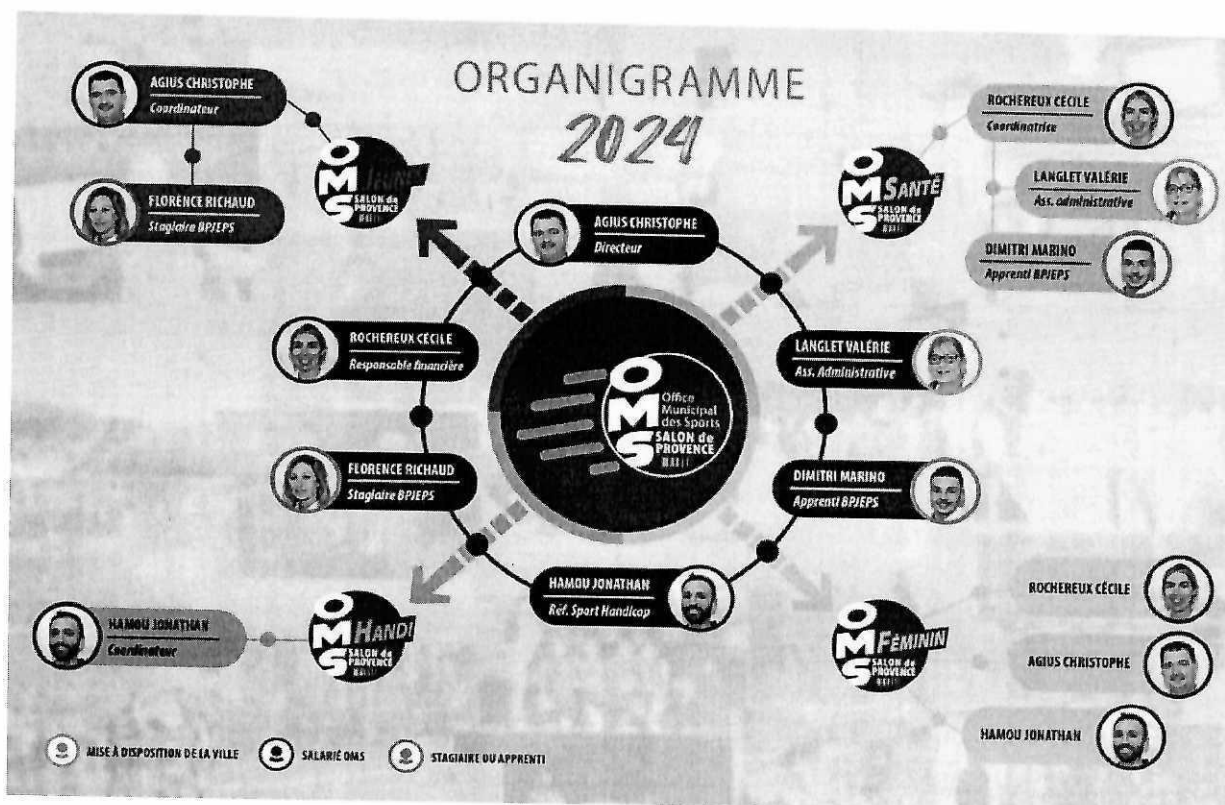 ORGANIGRAMME
2024
AGIUS CHRISTOPHE
Coordinateur
FLORENCE RICHAUD
Stagiaire BPJEPS
OMS JEUNES
SALON de
PROVENCE
ROCHEREUX CÉCILE
Coordinatrice
LANGLET VALÉRIE
Ass. administrative
DIMITRI MARINO
Apprenti BPJEPS
OMS SANTÉ
SALON de
PROVENCE
AGIUS CHRISTOPHE
Directeur
ROCHEREUX CÉCILE
Responsable financière
LANGLET VALÉRIE
Ass. Administrative
OMS
Office
Municipal
des Sports
SALON de
PROVENCE
FLORENCE RICHAUD
Stagiaire BPJEPS
DIMITRI MARINO
Apprenti BPJEPS
HAMOU JONATHAN
Réf. Sport Handicap
HAMOU JONATHAN
Coordinateur
OMS HANDI
SALON de
PROVENCE
OMS FÉMININ
SALON de
PROVENCE
ROCHEREUX CÉCILE
AGIUS CHRISTOPHE
HAMOU JONATHAN
MISE À DISPOSITION DE LA VILLE
SALARIÉ OMS
STAGIAIRE OU APPRENTI